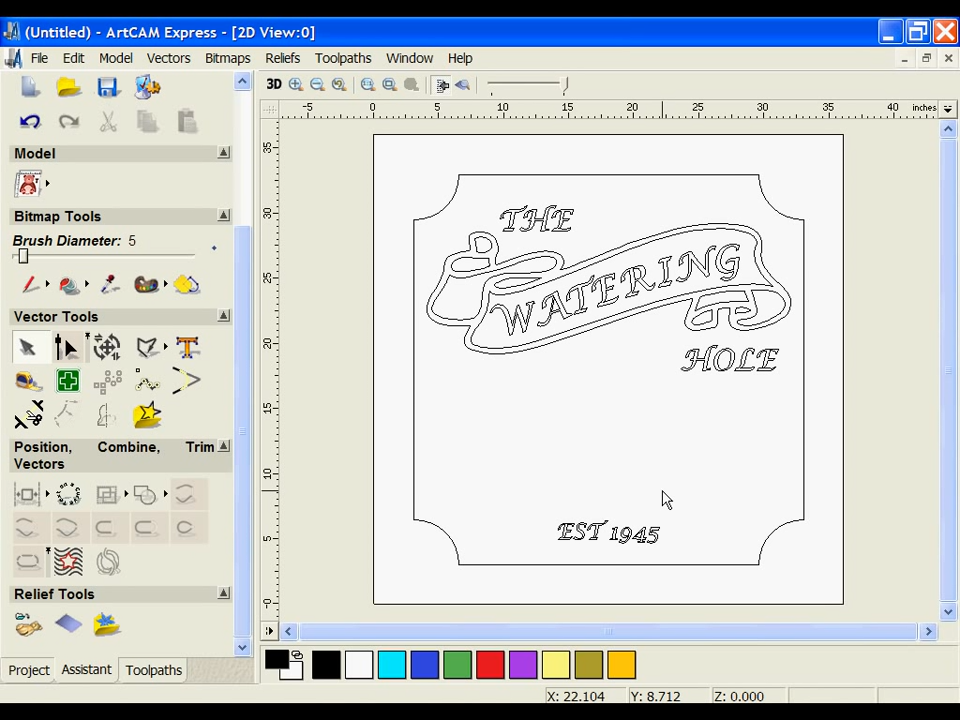 (Untitled) - ArtCAM Express - [2D View:0]
File Edit Model Vectors Bitmaps Reliefs Toolpaths Window Help
3D
-5 0 5 10 15 20 25 30 35 40 inches
Model
Bitmap Tools
Brush Diameter: 5
Vector Tools
Position, Combine, Trim
Vectors
Relief Tools
35
30
25
20
15
10
5
-0
THE
WATERING
HOLE
EST 1945
Project Assistant Toolpaths
X: 22.104 Y: 8.712 Z: 0.000